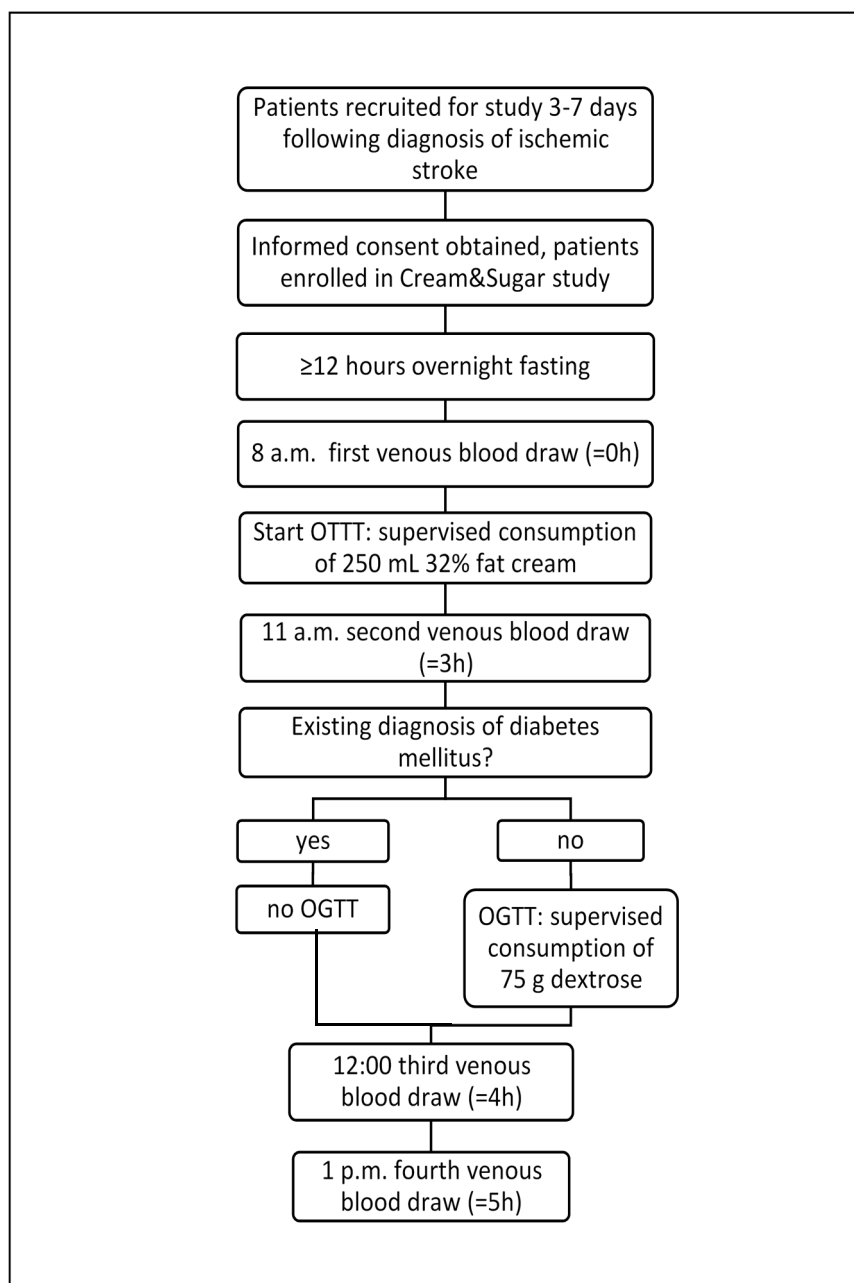 Patients recruited for study 3-7 days
following diagnosis of ischemic
stroke
Informed consent obtained, patients
enrolled in Cream&Sugar study
≥12 hours overnight fasting
8 a.m.  first venous blood draw (=0h)
Start OTTT: supervised consumption
of 250 mL 32% fat cream
11 a.m. second venous blood draw
(=3h)
Existing diagnosis of diabetes
mellitus?
yes
no
no OGTT
OGTT: supervised
consumption of
75 g dextrose
12:00 third venous
blood draw (=4h)
1 p.m. fourth venous
blood draw (=5h)